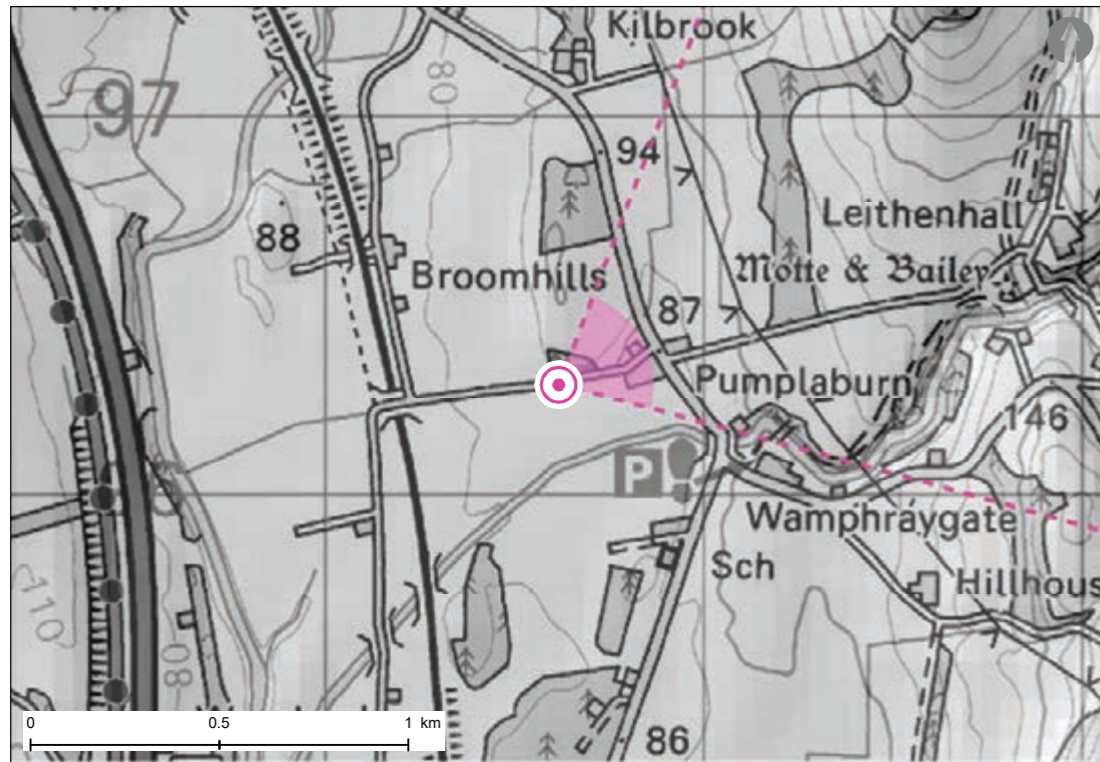 Kilbrook
97
80
94
Leithenhall
88
Broomhills
Motte & Bailey
87
Pumplaburn
146
P
Wamphraygate
Sch
Hillhous
110
80
86
0 0.5 1 km